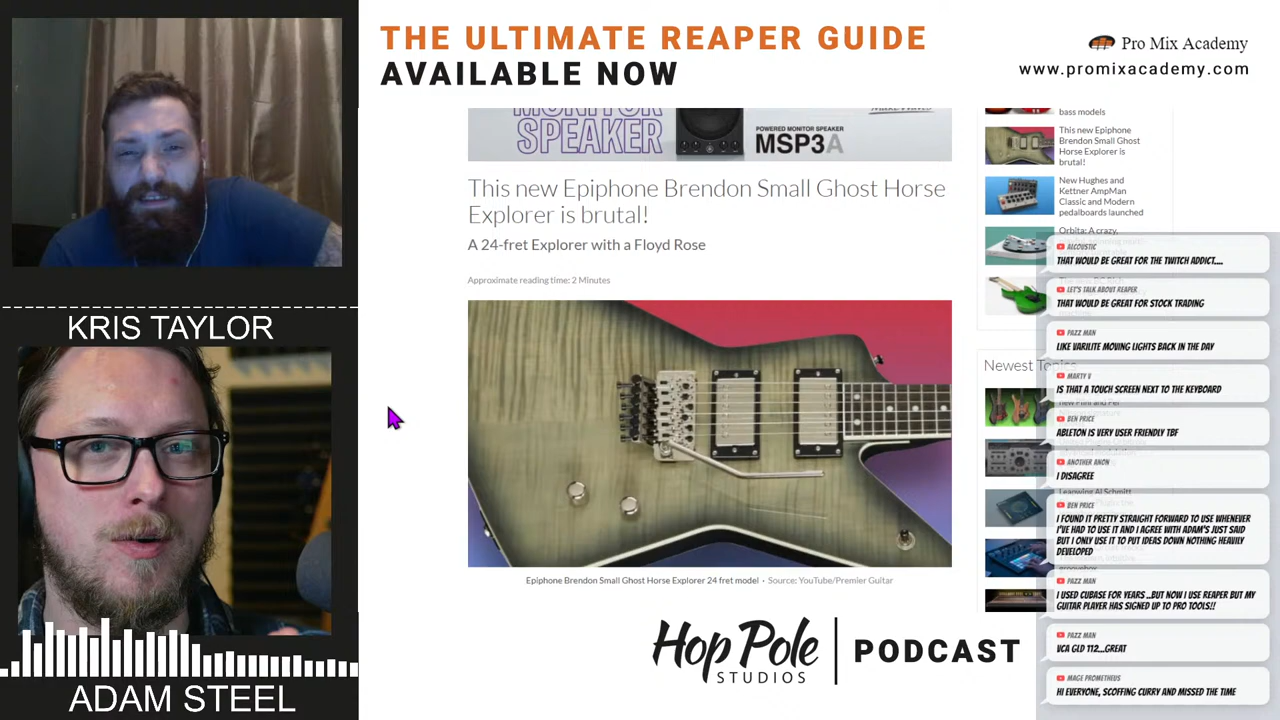 THE ULTIMATE REAPER GUIDE
AVAILABLE NOW
Pro Mix Academy
www.promixacademy.com
MONITOR
SPEAKER
POWERED MONITOR SPEAKER
MSP3A
This new Epiphone Brendon Small Ghost Horse
Explorer is brutal!
A 24-fret Explorer with a Floyd Rose
Approximate reading time: 2 Minutes
Epiphone Brendon Small Ghost Horse Explorer 24 fret model • Source: YouTube/Premier Guitar
bass models
This new Epiphone
Brendon Small Ghost
Horse Explorer is
brutal!
New Hughes and
Kettner AmpMan
Classic and Modern
pedalboards launched
Orbita: A crazy,
Newest Topics
ALCOUSTIC
THAT WOULD BE GREAT FOR THE TWITCH ADDICT....
LET'S TALK ABOUT REAPER
THAT WOULD BE GREAT FOR STOCK TRADING
PAZZ MAN
LIKE VARILITE MOVING LIGHTS BACK IN THE DAY
MARTY V
IS THAT A TOUCH SCREEN NEXT TO THE KEYBOARD
BEN PRICE
ABLETON IS VERY USER FRIENDLY TBF
ANOTHER ANON
I DISAGREE
BEN PRICE
I FOUND IT PRETTY STRAIGHT FORWARD TO USE WHENEVER
I'VE HAD TO USE IT AND I AGREE WITH ADAM'S JUST SAID
BUT I ONLY USE IT TO PUT IDEAS DOWN NOTHING HEAVILY
DEVELOPED
PAZZ MAN
I USED CUBASE FOR YEARS ..BUT NOW I USE REAPER BUT MY
GUITAR PLAYER HAS SIGNED UP TO PRO TOOLS!!
PAZZ MAN
VCA GLD 112...GREAT
MAGE PROMETHEUS
HI EVERYONE, SCOFFING CURRY AND MISSED THE TIME
KRIS TAYLOR
ADAM STEEL
Hop Pole
STUDIOS
PODCAST